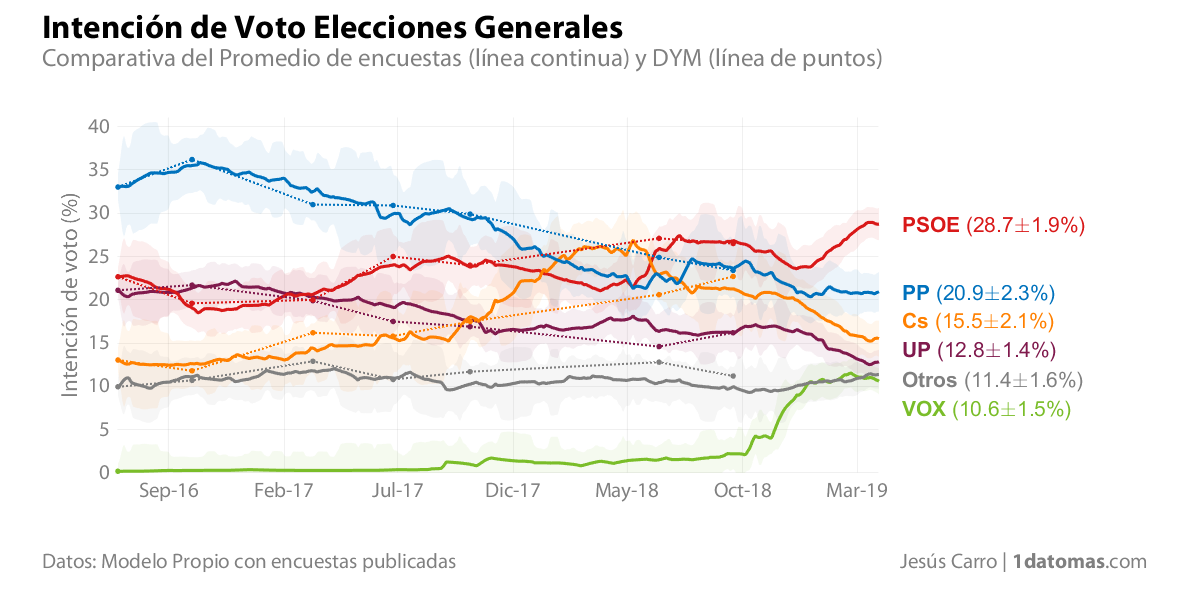 Intención de Voto Elecciones Generales
Comparativa del Promedio de encuestas (línea continua) y DYM (línea de puntos)
Intención de voto (%)
40
35
30
25
20
15
10
5
0
Sep-16 Feb-17 Jul-17 Dic-17 May-18 Oct-18 Mar-19
PSOE (28.7±1.9%)
PP (20.9±2.3%)
Cs (15.5±2.1%)
UP (12.8±1.4%)
Otros (11.4±1.6%)
VOX (10.6±1.5%)
Datos: Modelo Propio con encuestas publicadas
Jesús Carro | 1datomas.com